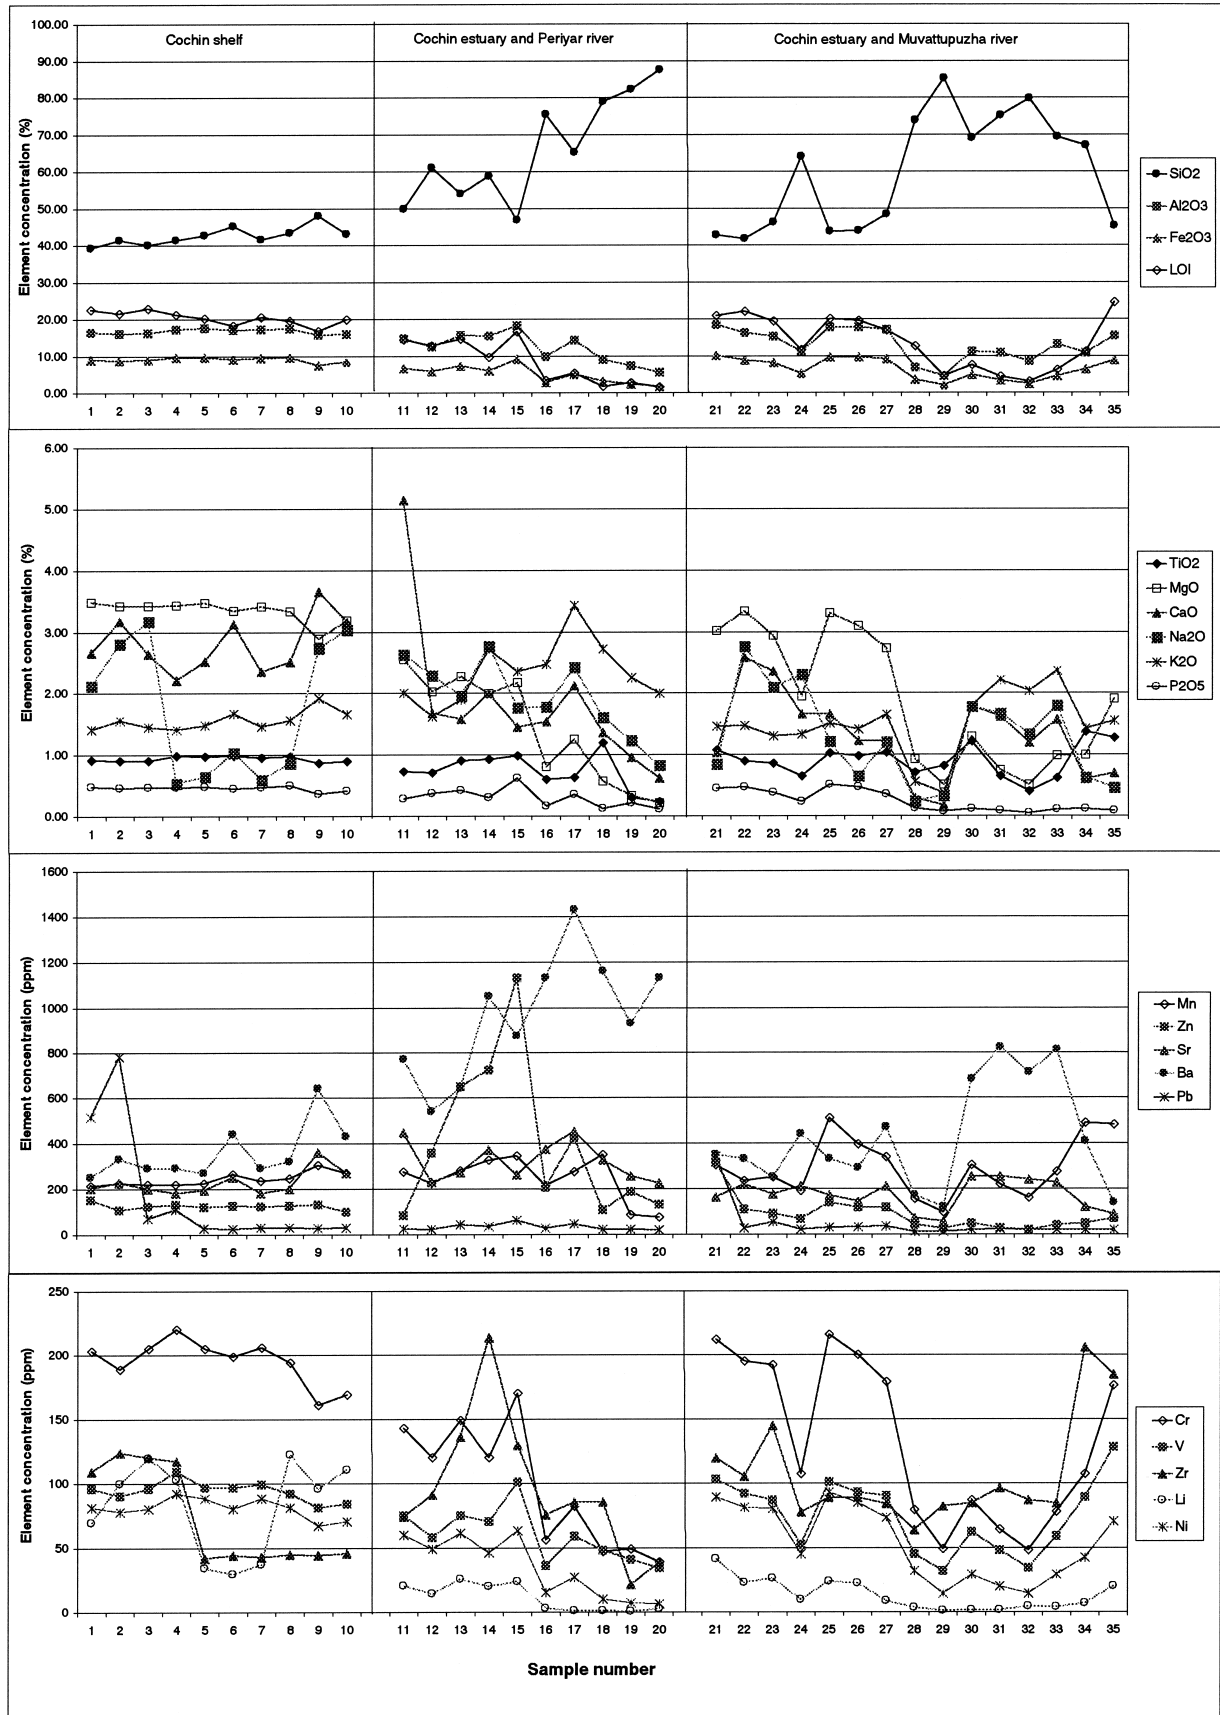 Cochin shelf
Cochin estuary and Periyar river
Cochin estuary and Muvattupuzha river
Element concentration (%)
100.00
90.00
80.00
70.00
60.00
50.00
40.00
30.00
20.00
10.00
0.00
1 2 3 4 5 6 7 8 9 10 11 12 13 14 15 16 17 18 19 20 21 22 23 24 25 26 27 28 29 30 31 32 33 34 35
SiO2
Al2O3
Fe2O3
LOI
Element concentration (%)
6.00
5.00
4.00
3.00
2.00
1.00
0.00
1 2 3 4 5 6 7 8 9 10 11 12 13 14 15 16 17 18 19 20 21 22 23 24 25 26 27 28 29 30 31 32 33 34 35
TiO2
MgO
CaO
Na2O
K2O
P2O5
Element concentration (ppm)
1600
1400
1200
1000
800
600
400
200
0
1 2 3 4 5 6 7 8 9 10 11 12 13 14 15 16 17 18 19 20 21 22 23 24 25 26 27 28 29 30 31 32 33 34 35
Mn
Zn
Sr
Ba
Pb
Element concentration (ppm)
250
200
150
100
50
0
1 2 3 4 5 6 7 8 9 10 11 12 13 14 15 16 17 18 19 20 21 22 23 24 25 26 27 28 29 30 31 32 33 34 35
Cr
V
Zr
Li
Ni
Sample number